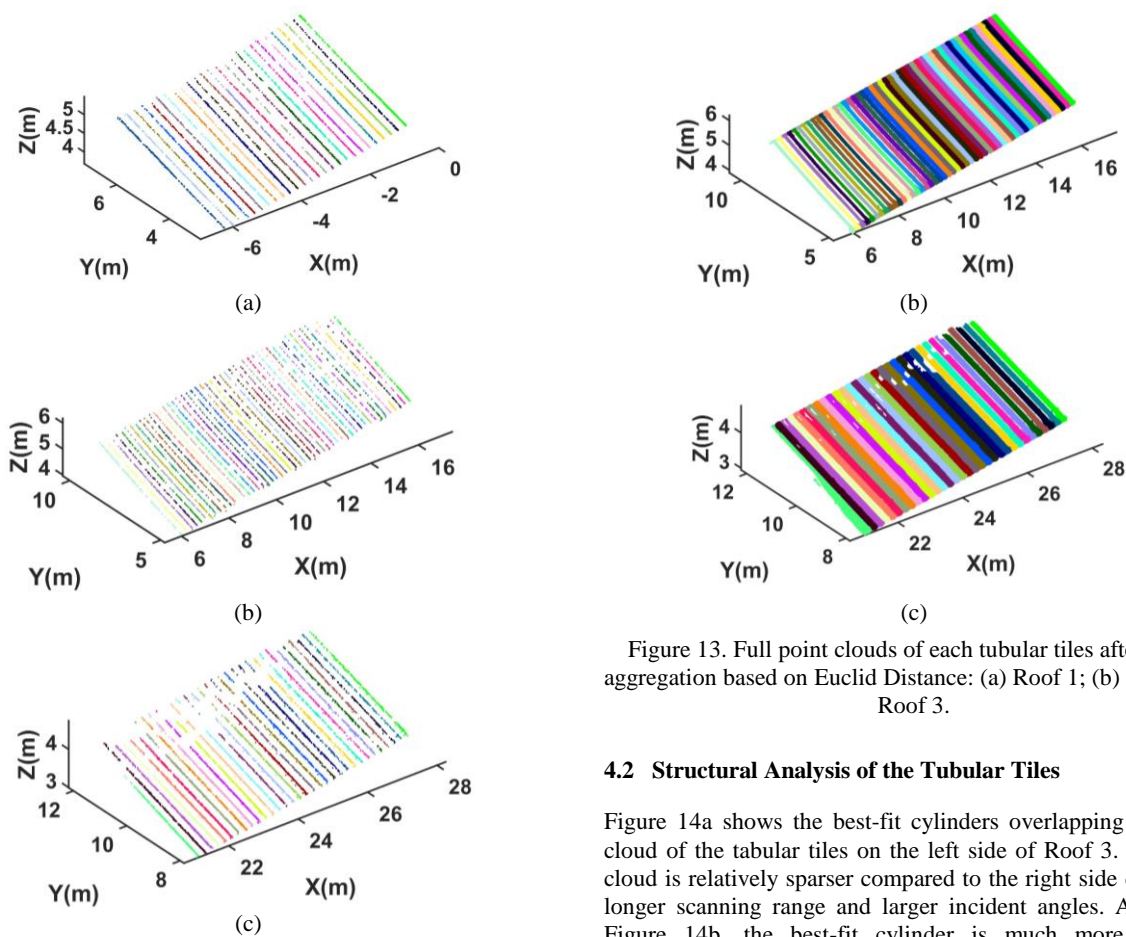 5
4.5
4
Z(m)
6
4
Y(m)
-6
-4
-2
0
X(m)
(a)
6
5
4
Z(m)
10
5
Y(m)
6
8
10
12
14
16
X(m)
(b)
4
3
Z(m)
12
10
8
Y(m)
22
24
26
28
X(m)
(c)
6
5
4
Z(m)
10
5
Y(m)
6
8
10
12
14
16
X(m)
(b)
4
3
Z(m)
12
10
8
Y(m)
22
24
26
28
X(m)
(c)
Figure 13. Full point clouds of each tubular tiles
aggregation based on Euclid Distance: (a) Roof 1; (b)
Roof 3.
4.2 Structural Analysis of the Tubular Tiles
Figure 14a shows the best-fit cylinders overlapping
cloud of the tabular tiles on the left side of Roof 3.
cloud is relatively sparser compared to the right side
longer scanning range and larger incident angles.
Figure 14b, the best-fit cylinder is much more